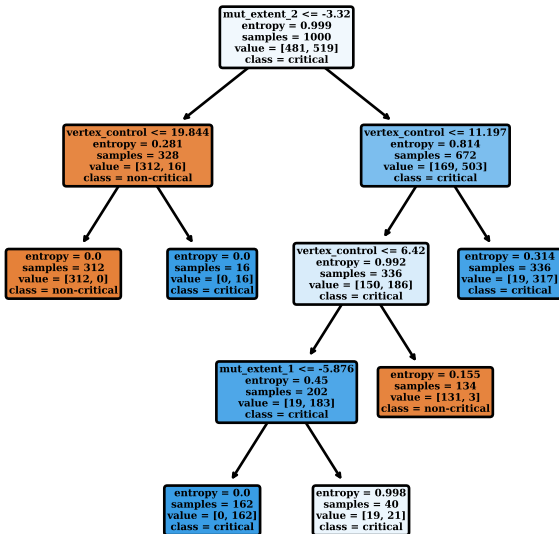 mut_extent_2 <= -3.32
entropy = 0.999
samples = 1000
value = [481, 519]
class = critical
vertex_control <= 19.844
entropy = 0.281
samples = 328
value = [312, 16]
class = non-critical
vertex_control <= 11.197
entropy = 0.814
samples = 672
value = [169, 503]
class = critical
entropy = 0.0
samples = 312
value = [312, 0]
class = non-critical
entropy = 0.0
samples = 16
value = [0, 16]
class = critical
vertex_control <= 6.42
entropy = 0.992
samples = 336
value = [150, 186]
class = critical
entropy = 0.314
samples = 336
value = [19, 317]
class = critical
mut_extent_1 <= -5.876
entropy = 0.45
samples = 202
value = [19, 183]
class = critical
entropy = 0.155
samples = 134
value = [131, 3]
class = non-critical
entropy = 0.0
samples = 162
value = [0, 162]
class = critical
entropy = 0.998
samples = 40
value = [19, 21]
class = critical